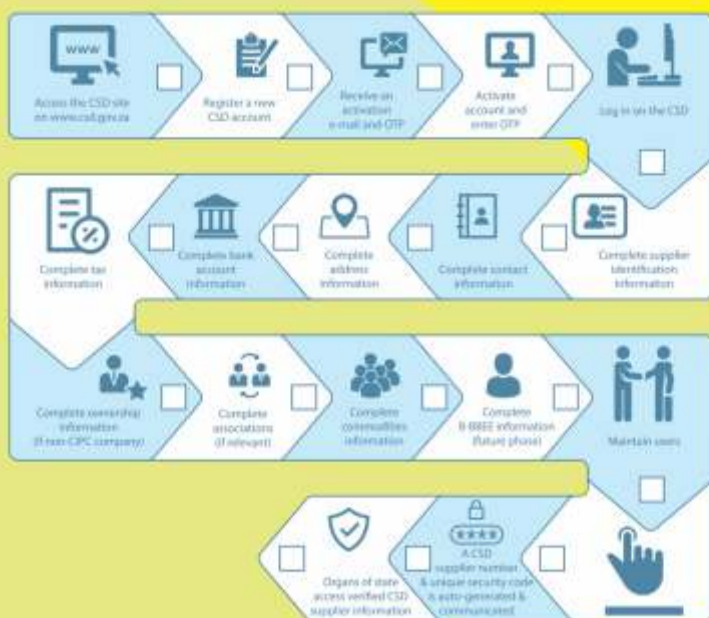 www
Access the CSD site
on www.csd.gov.za
Register a new
CSD account
Receive an
activation
e-mail and OTP
Activate
account and
enter OTP
Log in on the CSD
Complete supplier
identification
information
Complete contact
information
Complete
address
information
Complete bank
account
information
%
Complete tax
information
Complete ownership
information
(if non-CIPC company)
Complete
associations
(if relevant)
Complete
commodities
information
Complete
B-BBEE information
(future phase)
Maintain users
****
A CSD
supplier number
& unique security code
is auto-generated &
communicated
Organs of state
access verified CSD
supplier information